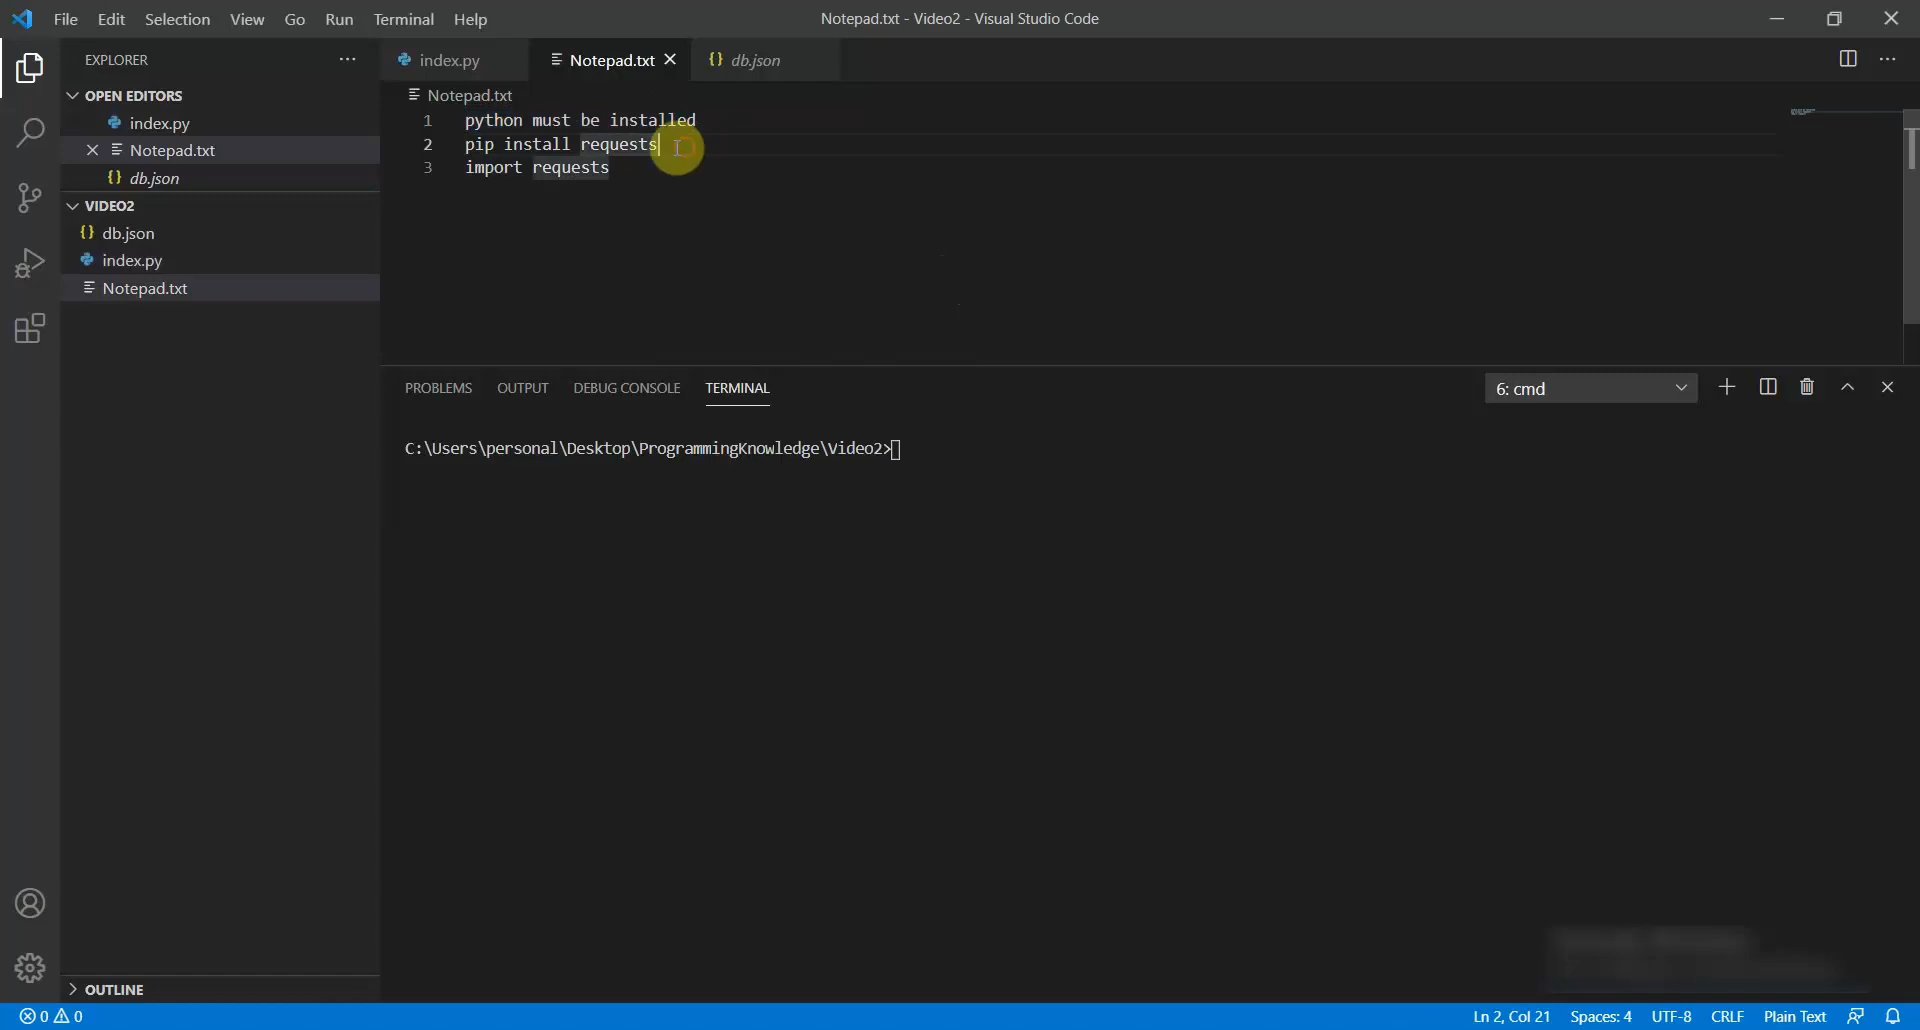 File Edit Selection View Go Run Terminal Help
Notepad.txt - Video2 - Visual Studio Code
EXPLORER
OPEN EDITORS
index.py
Notepad.txt
{} db.json
VIDEO2
{} db.json
index.py
Notepad.txt
OUTLINE
index.py Notepad.txt {} db.json
Notepad.txt
1 python must be installed
2 pip install requests
3 import requests
PROBLEMS OUTPUT DEBUG CONSOLE TERMINAL
6: cmd
C:\Users\personal\Desktop\ProgrammingKnowledge\Video2>
0 0
Ln 2, Col 21 Spaces: 4 UTF-8 CRLF Plain Text